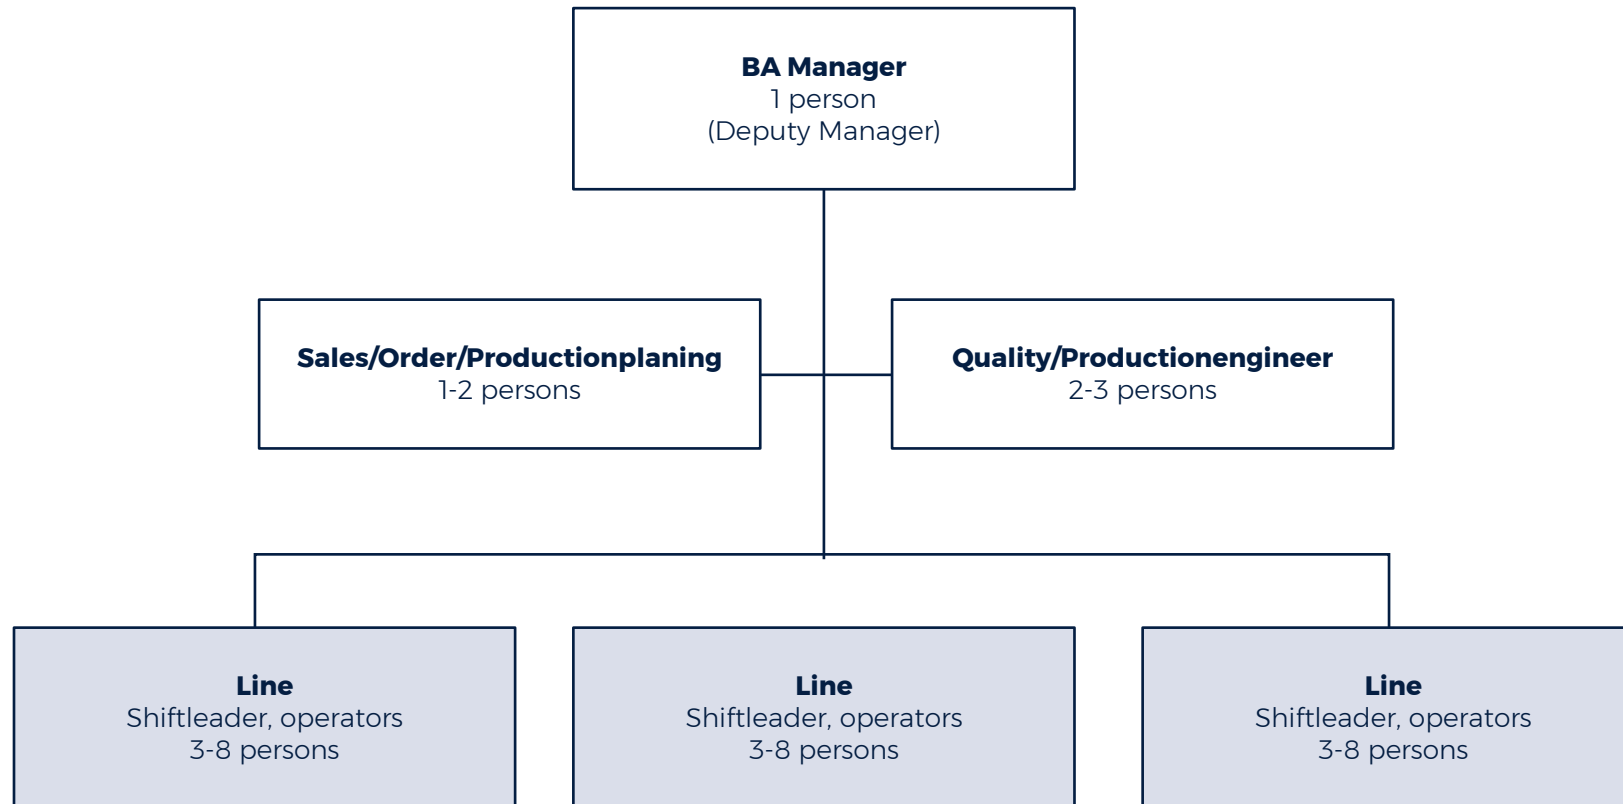 BA Manager
1 person
(Deputy Manager)
Sales/Order/Productionplaning
1-2 persons
Quality/Productionengineer
2-3 persons
Line
Shiftleader, operators
3-8 persons
Line
Shiftleader, operators
3-8 persons
Line
Shiftleader, operators
3-8 persons